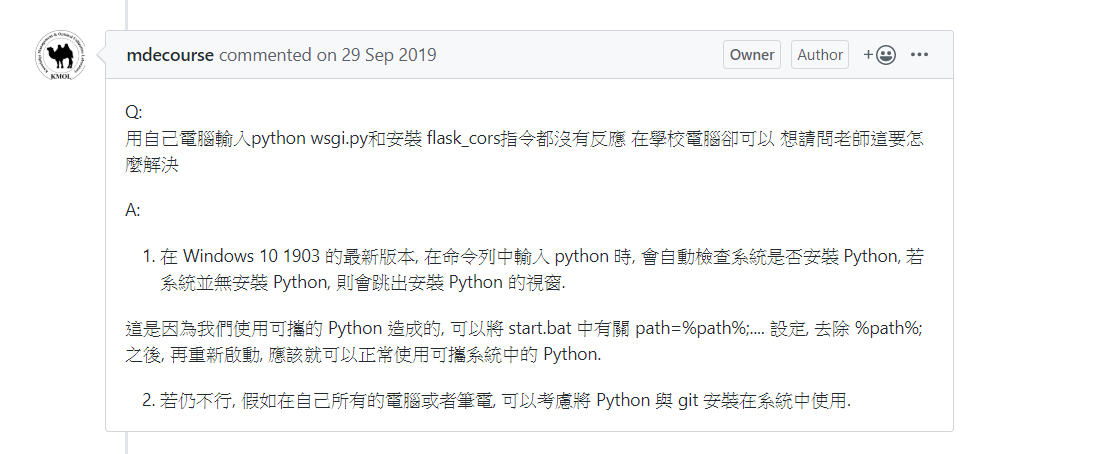 mdecourse commented on 29 Sep 2019
Owner
Author
Q:
用自己電腦輸入python wsgi.py和安裝 flask_cors指令都沒有反應 在學校電腦卻可以 想請問老師這要怎
麼解決
A:
1. 在 Windows 10 1903 的最新版本, 在命令列中輸入 python 時, 會自動檢查系統是否安裝 Python, 若
系統並無安裝 Python, 則會跳出安裝 Python 的視窗.
這是因為我們使用可攜的 Python 造成的, 可以將 start.bat 中有關 path=%path%;.... 設定, 去除 %path%;
之後, 再重新啟動, 應該就可以正常使用可攜系統中的 Python.
2. 若仍不行, 假如在自己所有的電腦或者筆電, 可以考慮將 Python 與 git 安裝在系統中使用.
KMOL